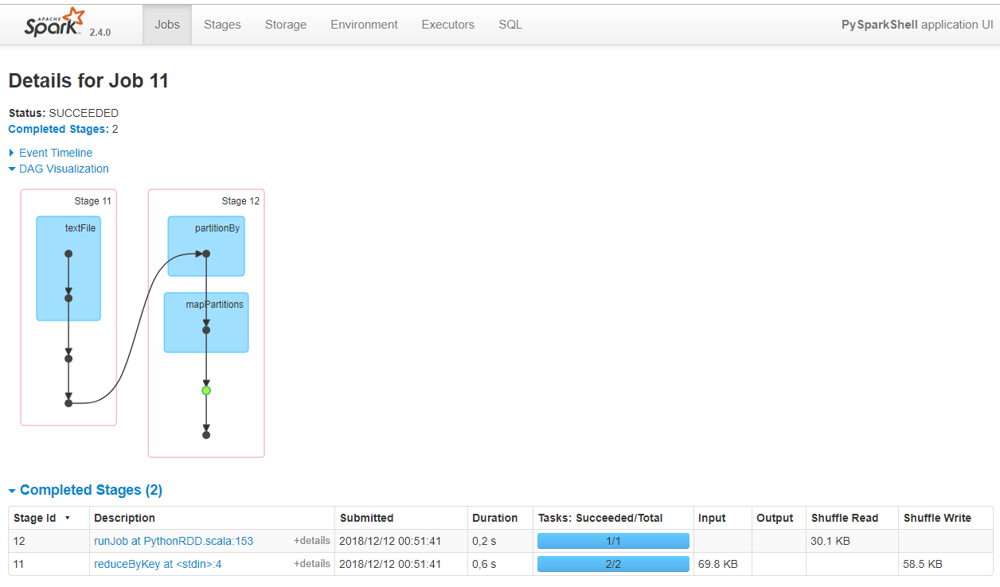 APACHE Spark 2.4.0 Jobs Stages Storage Environment Executors SQL PySparkShell application UI
Details for Job 11
Status: SUCCEEDED
Completed Stages: 2
Event Timeline
DAG Visualization
Stage 11
textFile
Stage 12
partitionBy
mapPartitions
Completed Stages (2)
Stage Id Description Submitted Duration Tasks: Succeeded/Total Input Output Shuffle Read Shuffle Write
12 runJob at PythonRDD.scala:153 +details 2018/12/12 00:51:41 0,2 s 1/1 30.1 KB
11 reduceByKey at <stdin>:4 +details 2018/12/12 00:51:41 0,6 s 2/2 69.8 KB 58.5 KB